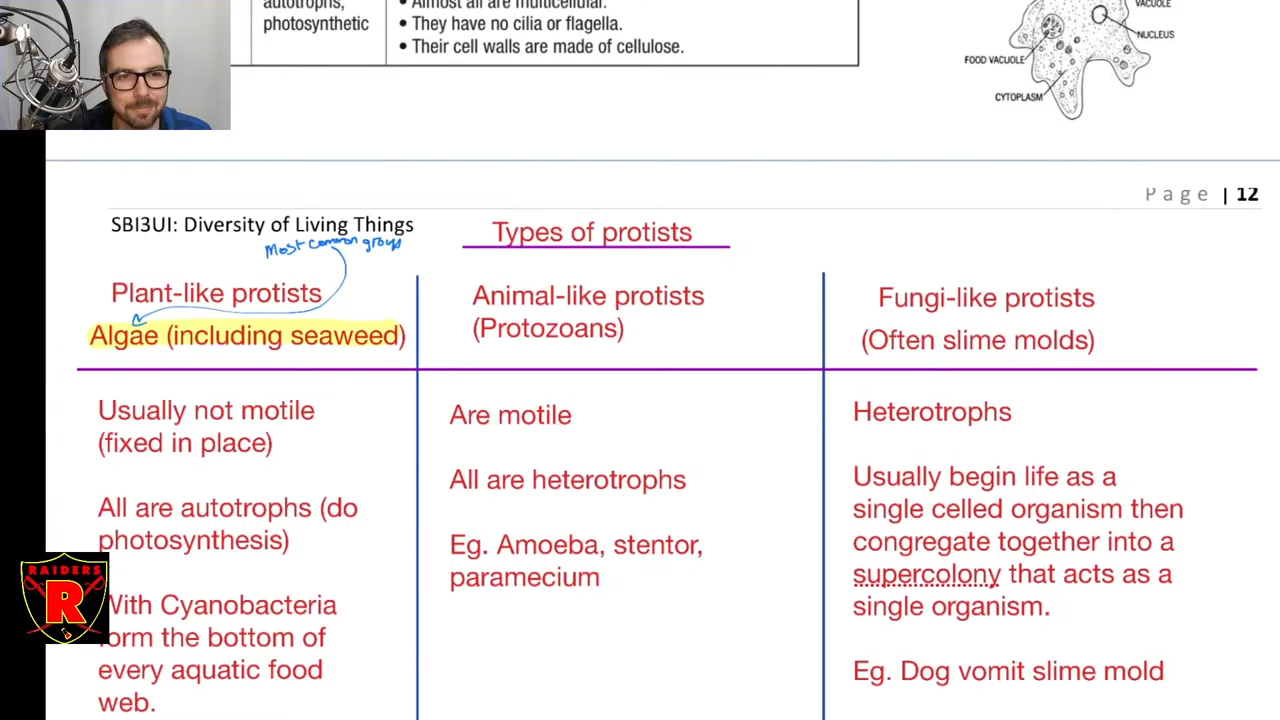 autotrophs,
photosynthetic
• Almost all are multicellular.
• They have no cilia or flagella.
• Their cell walls are made of cellulose.
VACUOLE
NUCLEUS
FOOD VACUOLE
CYTOPLASM
Page | 12
SBI3UI: Diversity of Living Things
Most common group
Types of protists
Plant-like protists
Algae (including seaweed)
Animal-like protists
(Protozoans)
Fungi-like protists
(Often slime molds)
Usually not motile
(fixed in place)
All are autotrophs (do
photosynthesis)
With Cyanobacteria
form the bottom of
every aquatic food
web.
Are motile
All are heterotrophs
Eg. Amoeba, stentor,
paramecium
Heterotrophs
Usually begin life as a
single celled organism then
congregate together into a
supercolony that acts as a
single organism.
Eg. Dog vomit slime mold
RAIDERS
R